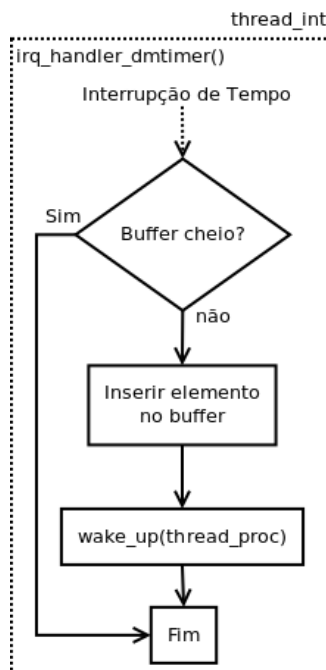 thread_int
irq_handler_dmtimer()
Interrupção de Tempo
Sim
Buffer cheio?
não
Inserir elemento
no buffer
wake_up(thread_proc)
Fim